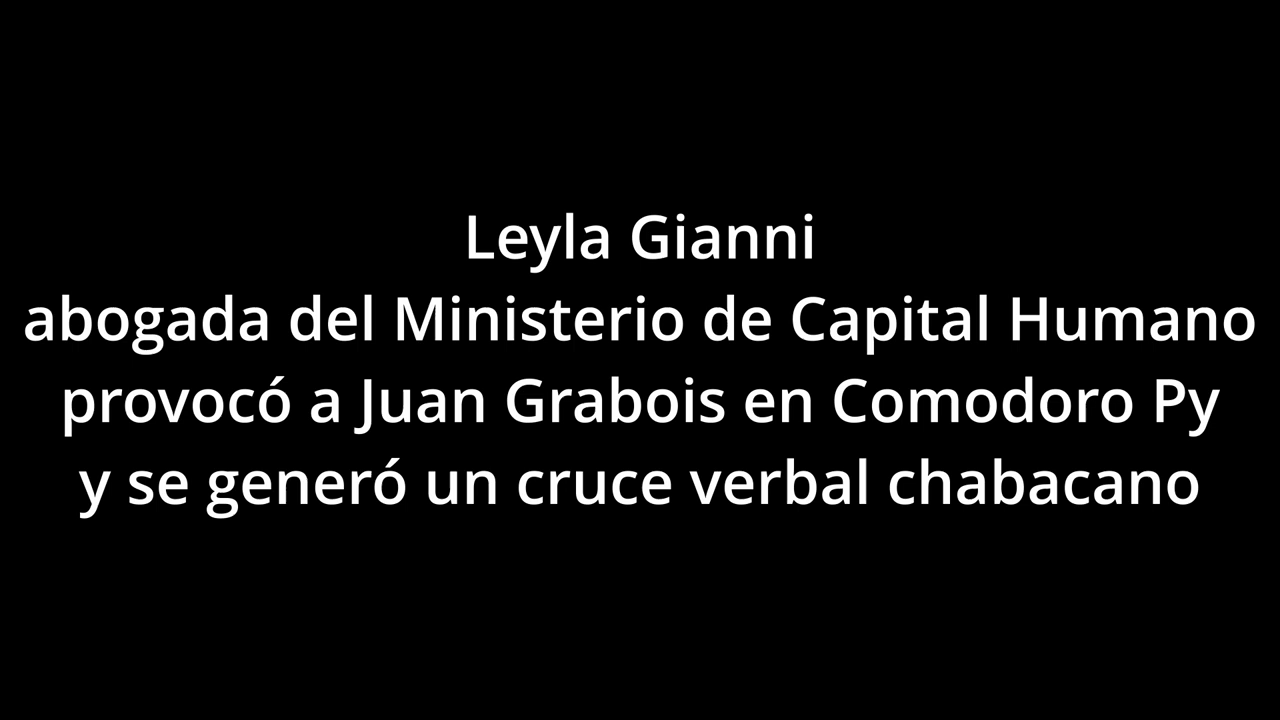 Leyla Gianni
abogada del Ministerio de Capital Humano
provocó a Juan Grabois en Comodoro Py
y se generó un cruce verbal chabacano